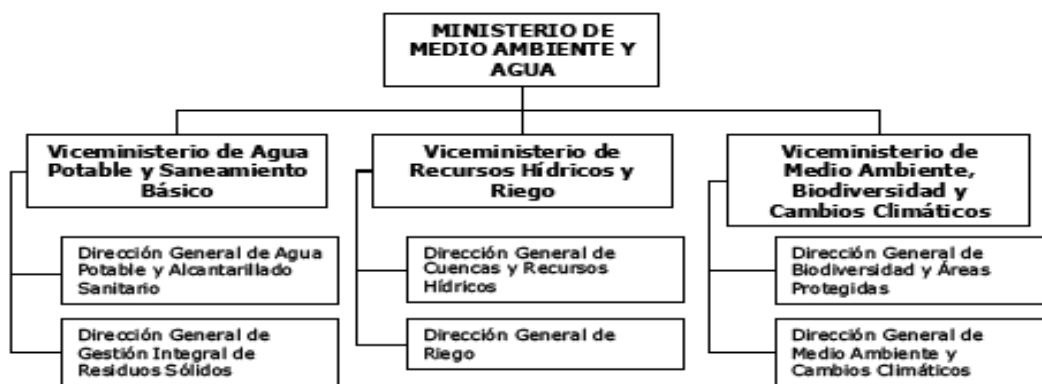 MINISTERIO DE
MEDIO AMBIENTE Y
AGUA
Viceministerio de Agua
Potable y Saneamiento
Básico
Viceministerio de
Recursos Hídricos y
Riego
Viceministerio de
Medio Ambiente,
Biodiversidad y
Cambios Climáticos
Dirección General de Agua
Potable y Alcantarillado
Sanitario
Dirección General de
Cuencas y Recursos
Hídricos
Dirección General de
Biodiversidad y Áreas
Protegidas
Dirección General de
Gestión Integral de
Residuos Sólidos
Dirección General de
Riego
Dirección General de
Medio Ambiente y
Cambios Climáticos